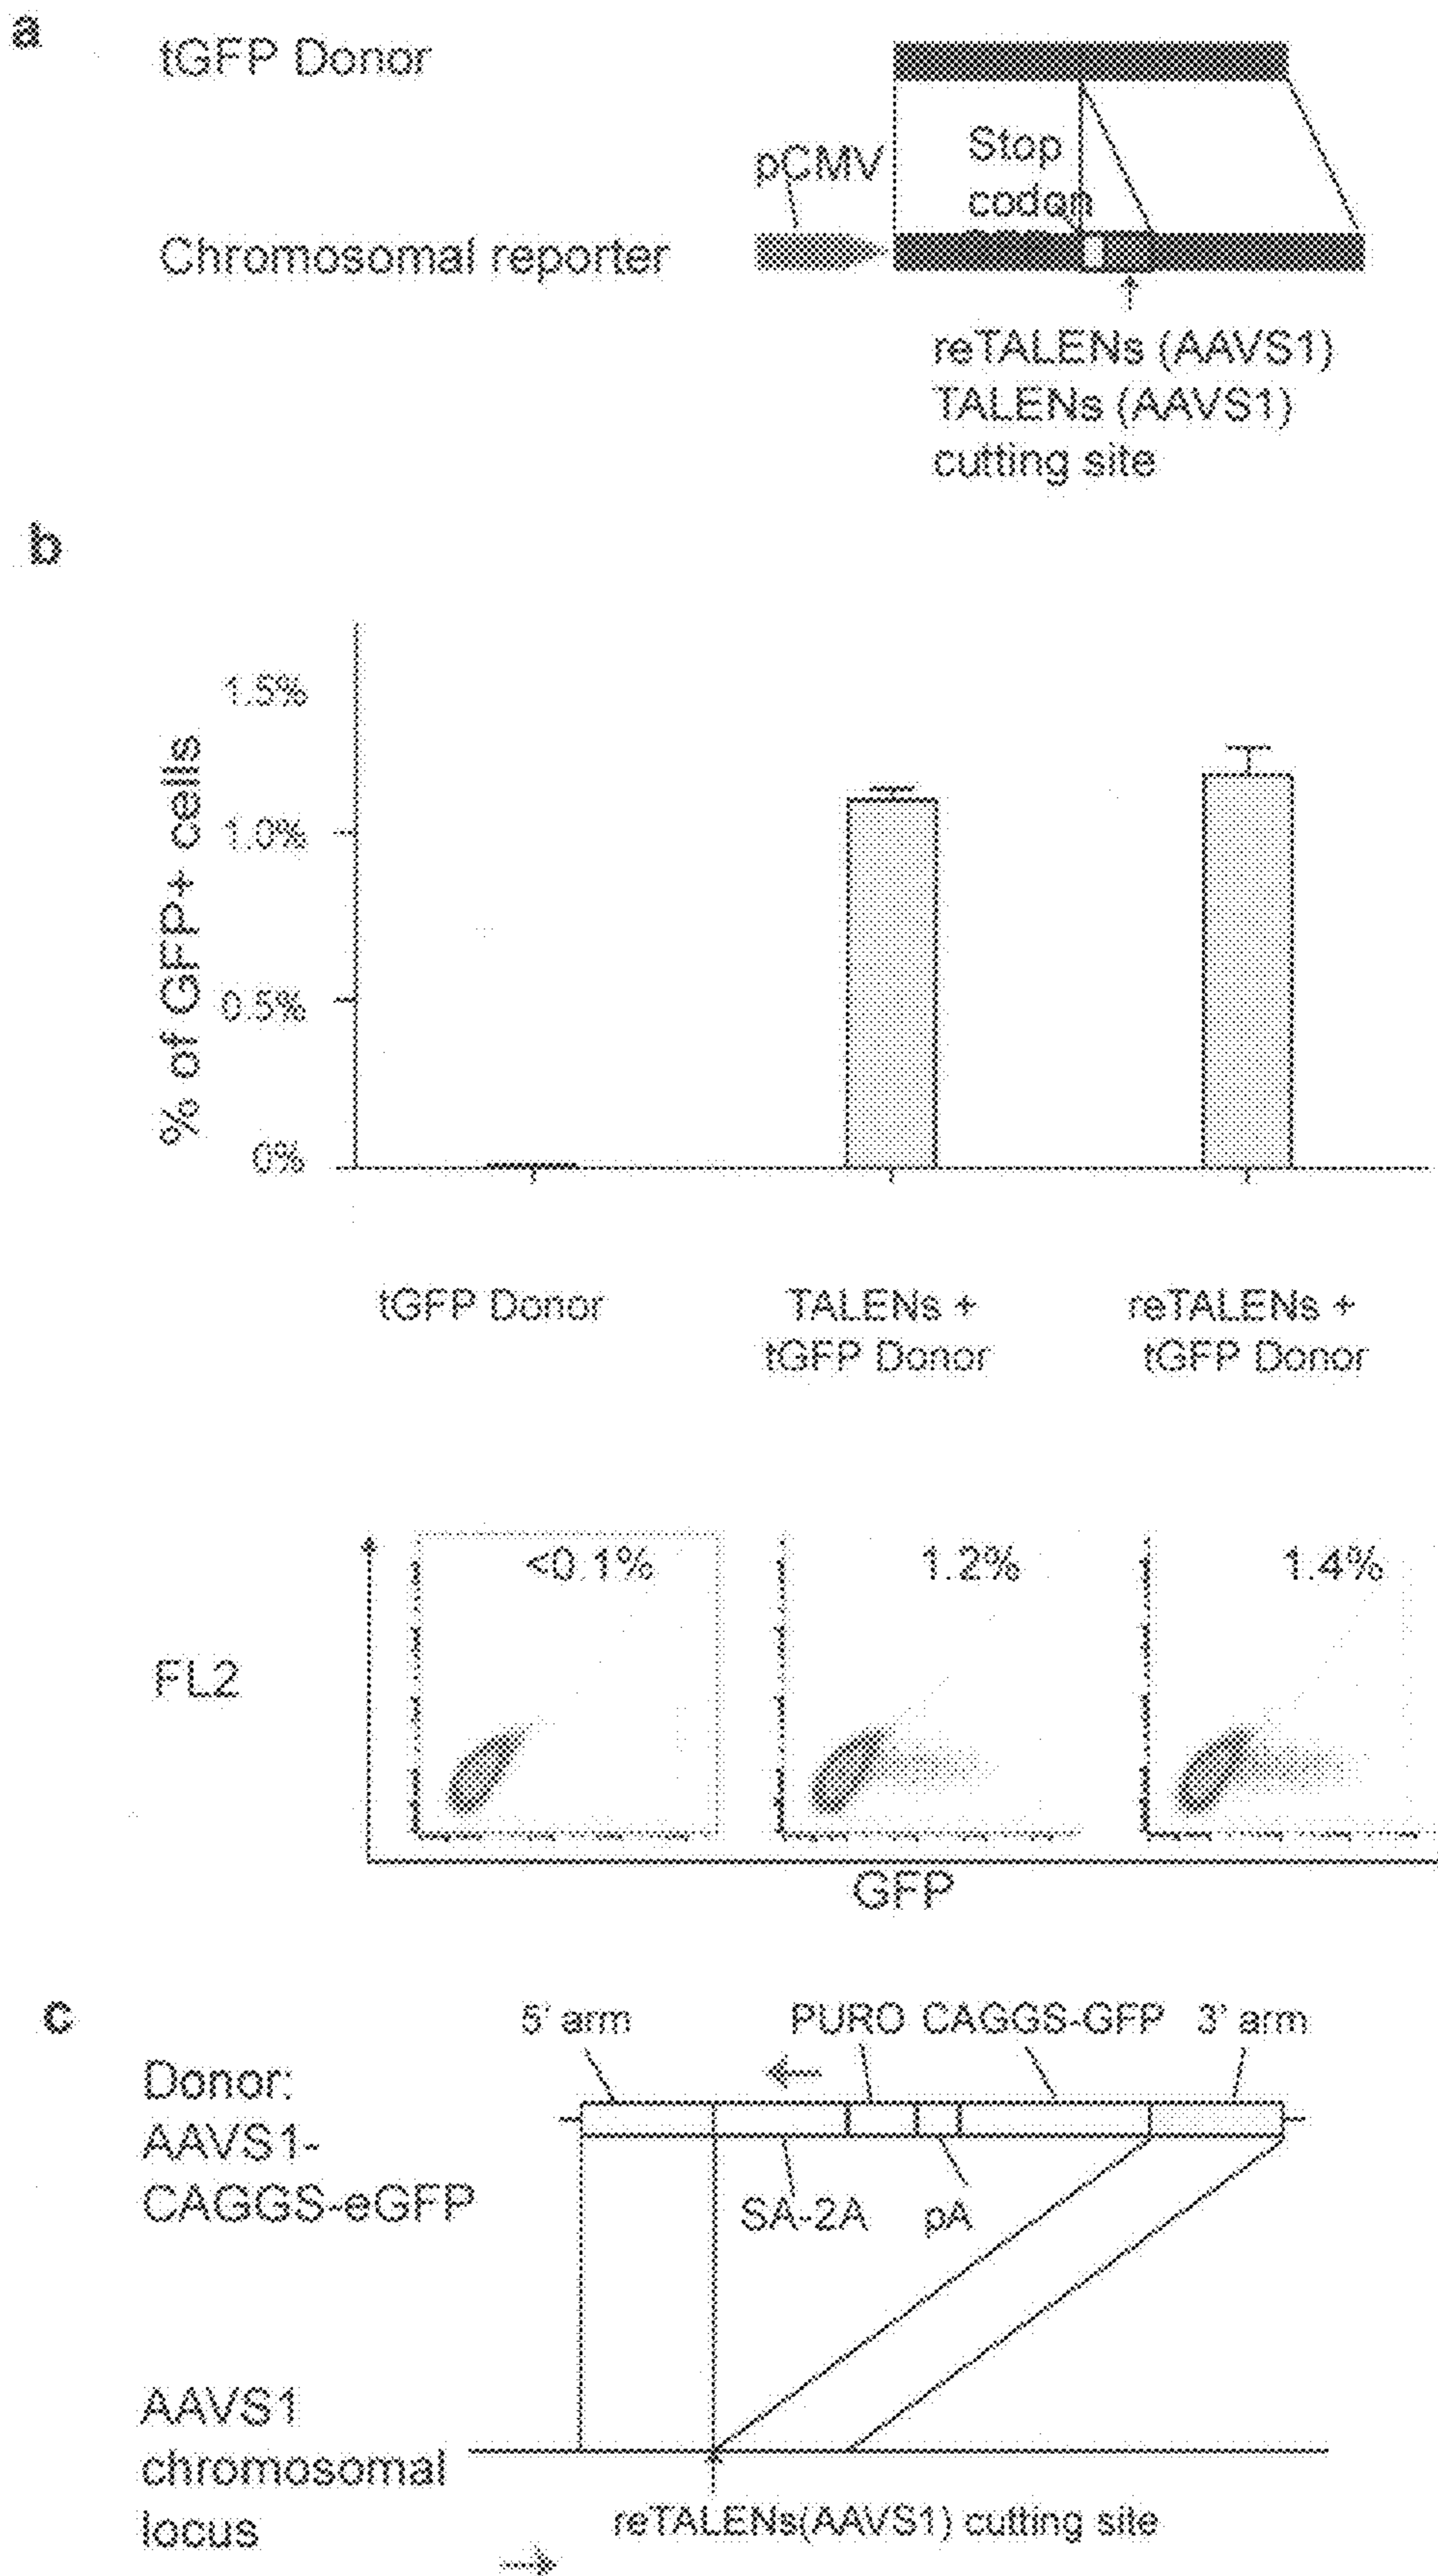 a
tGFP Donor
pCMV
Stop
codon
Chromosomal reporter
reTALENs (AAVS1)
TALENs (AAVS1)
cutting site
b
% of GFP+ cells
1.5%
1.0%
0.5%
0%
tGFP Donor
TALENs +
tGFP Donor
reTALENs +
tGFP Donor
<0.1%
1.2%
1.4%
FL2
GFP
c
5' arm
PURO
CAGGS-GFP
3' arm
Donor:
AAVS1-
CAGGS-eGFP
SA-2A
pA
AAVS1
chromosomal
locus
reTALENs(AAVS1) cutting site